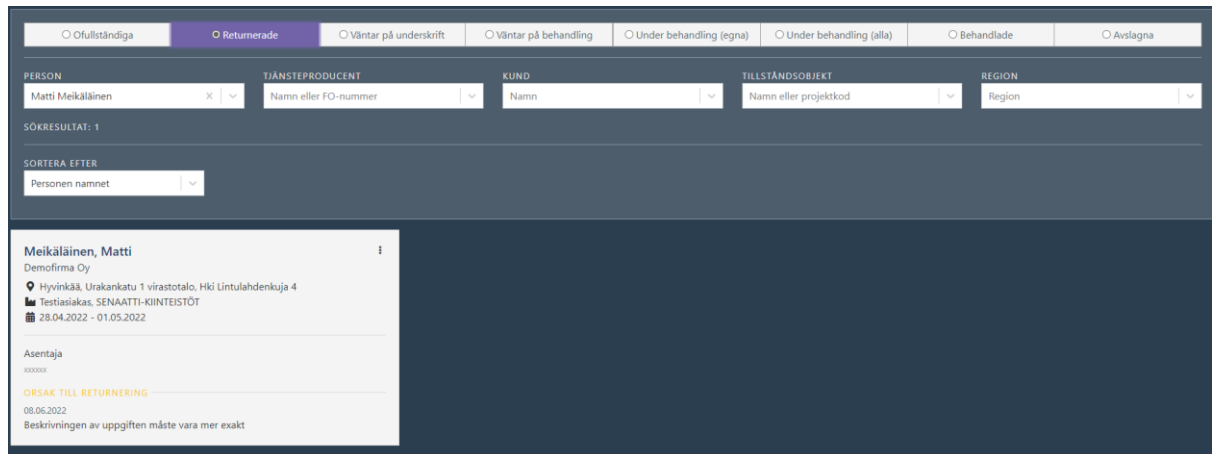 Ofullständiga Returnerade Väntar på underskrift Väntar på behandling Under behandling (egna) Under behandling (alla) Behandlade Avslagna
PERSON TJÄNSTEPRODUCENT KUND TILLSTÅNDSOBJEKT REGION
Matti Meikäläinen Namn eller FO-nummer Namn Namn eller projektkod Region
SÖKRESULTAT: 1
SORTERA EFTER
Personen namnet
Meikäläinen, Matti
Demofirma Oy
Hyvinkää, Urakankatu 1 virastotalo, Hki Lintulahdenkuja 4
Testiasiakas, SENAATTI-KIINTEISTÖT
28.04.2022 - 01.05.2022
Asentaja
xxxxxx
ORSAK TILL RETURNERING
08.06.2022
Beskrivningen av uppgiften måste vara mer exakt